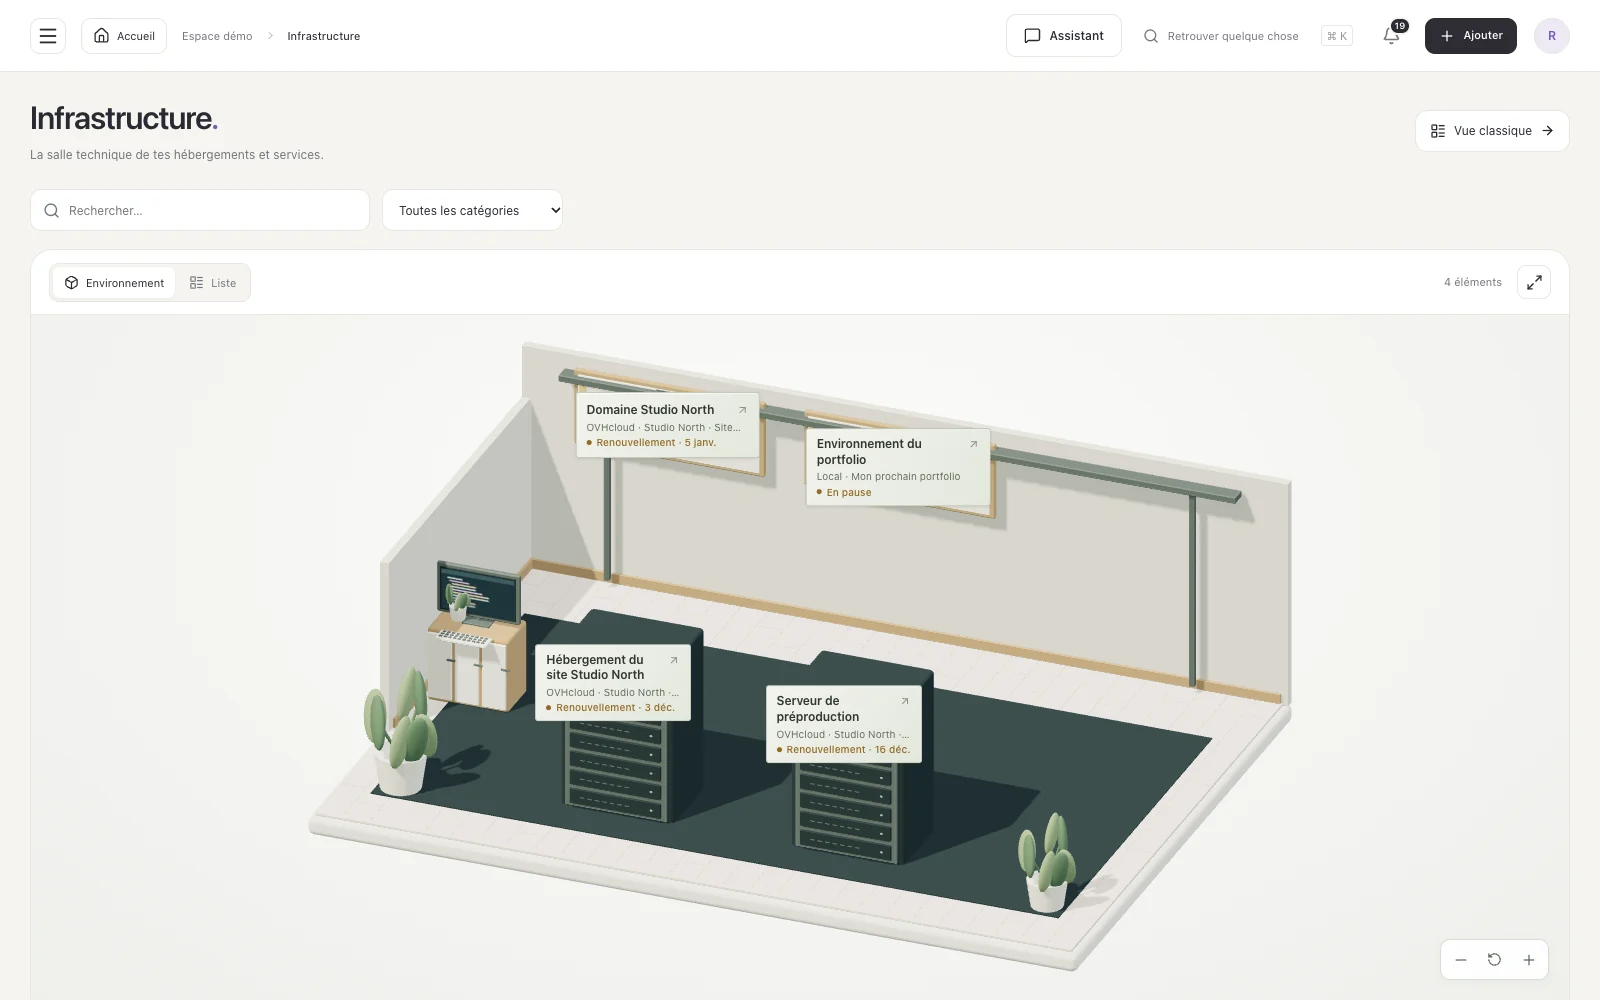 Accueil
Espace démo
Infrastructure
Assistant
Retrouver quelque chose
⌘ K
19
Ajouter
R
Infrastructure.
La salle technique de tes hébergements et services.
Vue classique
Rechercher...
Toutes les catégories
Environnement
Liste
4 éléments
Domaine Studio North
OVHcloud · Studio North · Site...
Renouvellement · 5 janv.
Environnement du
portfolio
Local · Mon prochain portfolio
En pause
Hébergement du
site Studio North
OVHcloud · Studio North ·...
Renouvellement · 3 déc.
Serveur de
préproduction
OVHcloud · Studio North ·...
Renouvellement · 16 déc.